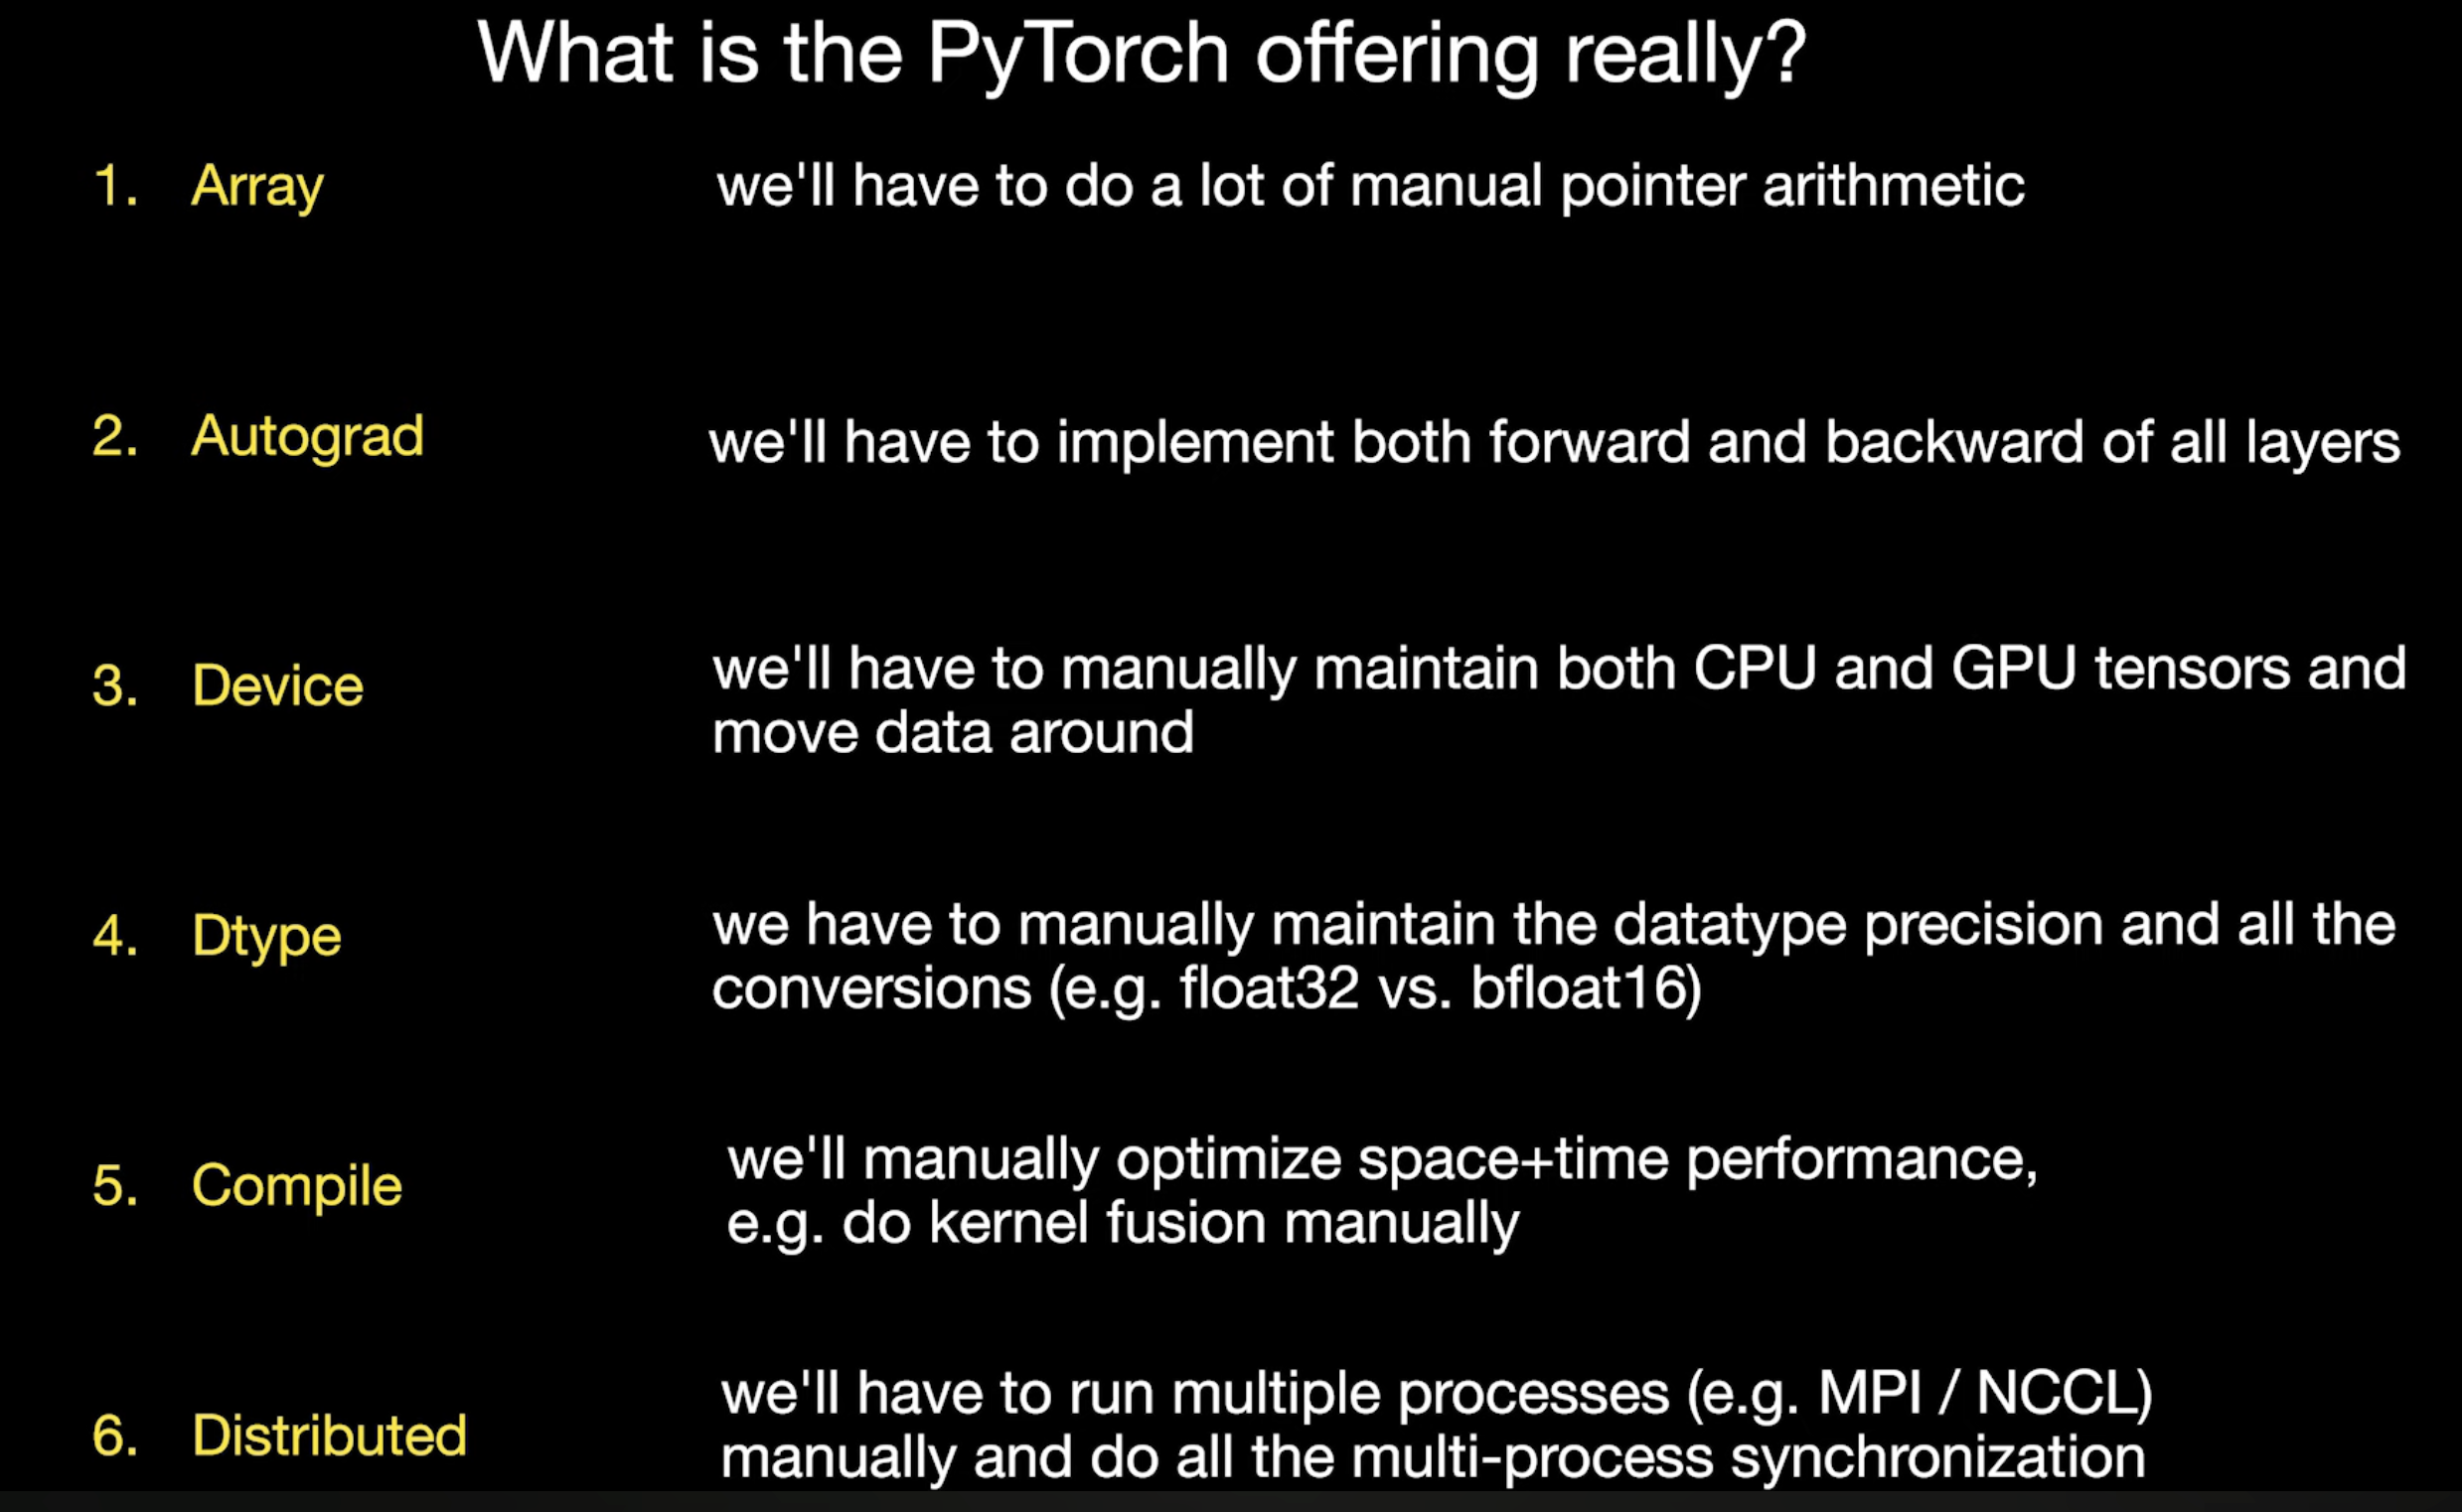 What is the PyTorch offering really?
1. Array we'll have to do a lot of manual pointer arithmetic
2. Autograd we'll have to implement both forward and backward of all layers
3. Device we'll have to manually maintain both CPU and GPU tensors and
move data around
4. Dtype we have to manually maintain the datatype precision and all the
conversions (e.g. float32 vs. bfloat16)
5. Compile we'll manually optimize space+time performance,
e.g. do kernel fusion manually
6. Distributed we'll have to run multiple processes (e.g. MPI / NCCL)
manually and do all the multi-process synchronization